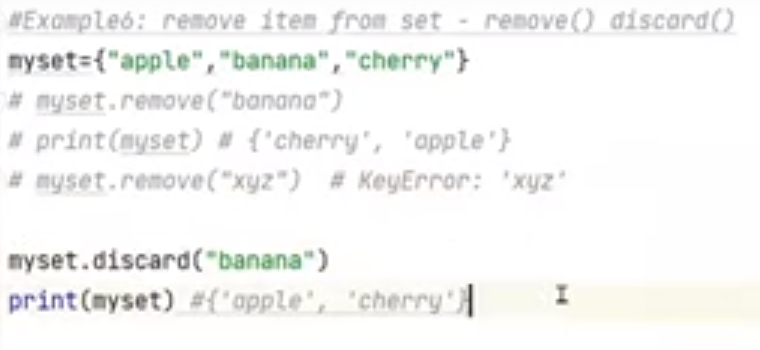 #Example6: remove item from set - remove() discard()
myset={"apple","banana","cherry"}
# myset.remove("banana")
# print(myset) # {'cherry', 'apple'}
# myset.remove("xyz")  # KeyError: 'xyz'
myset.discard("banana")
print(myset) #{'apple', 'cherry'}